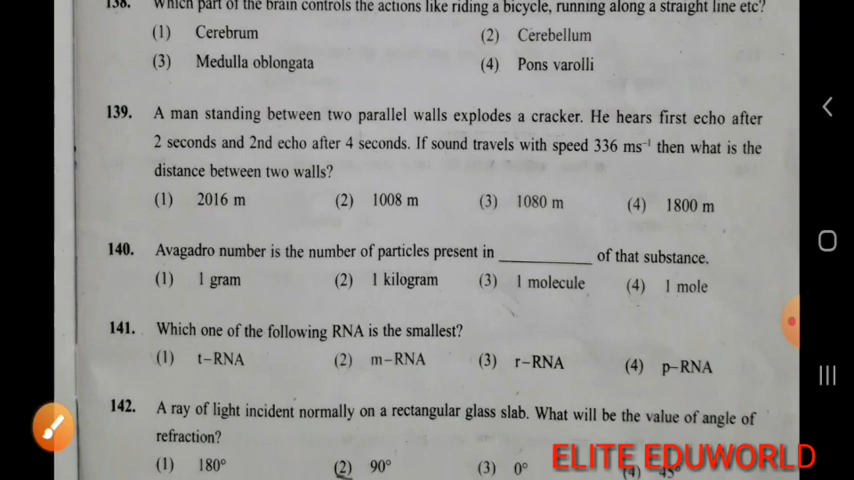 138. Which part of the brain controls the actions like riding a bicycle, running along a straight line etc?
(1) Cerebrum (2) Cerebellum
(3) Medulla oblongata (4) Pons varolli
139. A man standing between two parallel walls explodes a cracker. He hears first echo after
2 seconds and 2nd echo after 4 seconds. If sound travels with speed 336 ms⁻¹ then what is the
distance between two walls?
(1) 2016 m (2) 1008 m (3) 1080 m (4) 1800 m
140. Avagadro number is the number of particles present in __________ of that substance.
(1) 1 gram (2) 1 kilogram (3) 1 molecule (4) 1 mole
141. Which one of the following RNA is the smallest?
(1) t-RNA (2) m-RNA (3) r-RNA (4) p-RNA
142. A ray of light incident normally on a rectangular glass slab. What will be the value of angle of
refraction?
(1) 180° (2) 90° (3) 0° (4) 45°
ELITE EDUWORLD